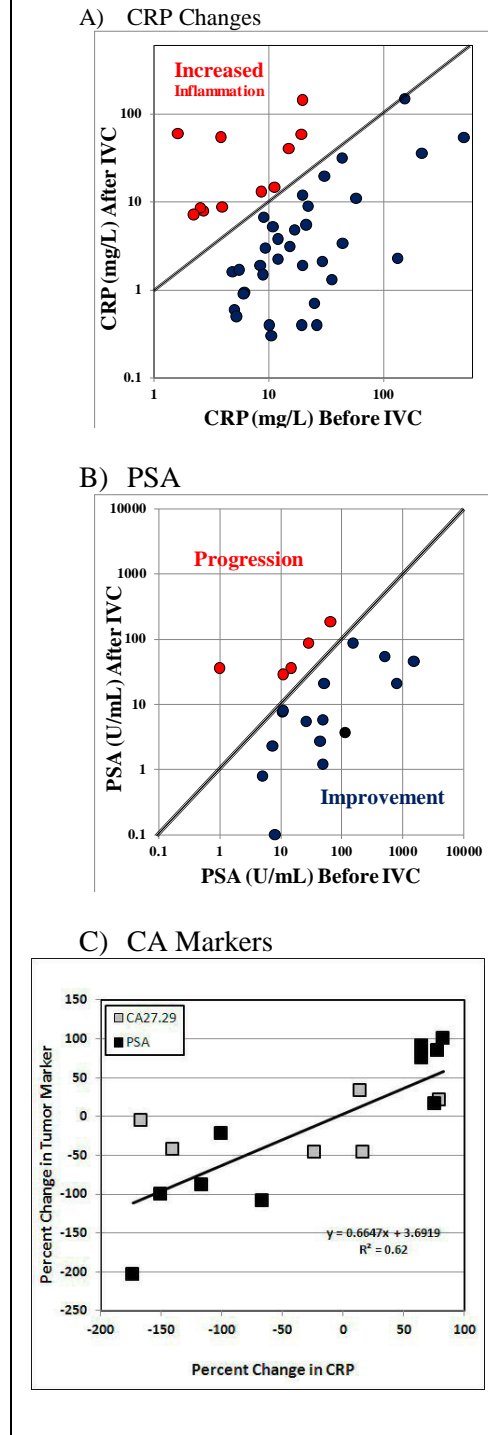 A) CRP Changes
Increased
Inflammation
CRP (mg/L) After IVC
100
10
1
0.1
1
10
100
CRP (mg/L) Before IVC
B) PSA
10000
1000
100
10
1
0.1
Progression
Improvement
PSA (U/mL) After IVC
0.1
1
10
100
1000
10000
PSA (U/mL) Before IVC
C) CA Markers
150
100
50
0
-50
-100
-150
-200
-250
CA27.29
PSA
Percent Change in Tumor Marker
y = 0.6647x + 3.6919
R² = 0.62
-200
-150
-100
-50
0
50
100
Percent Change in CRP